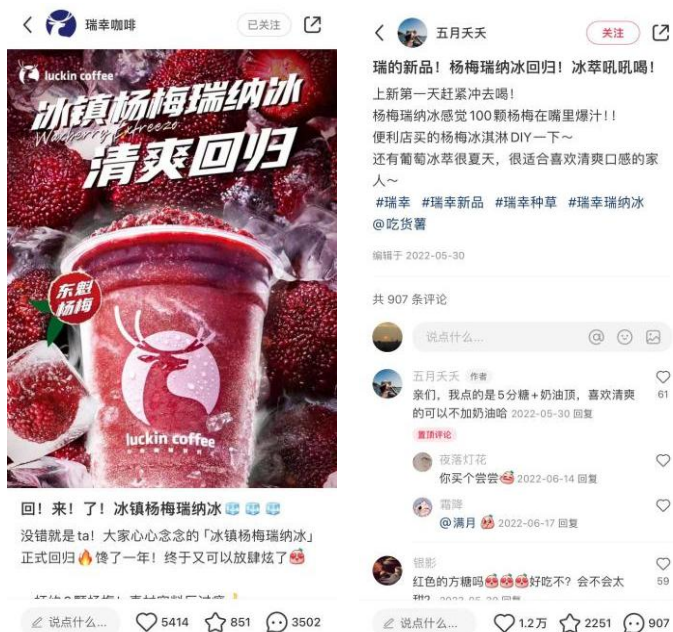 瑞幸咖啡
已关注
luckin coffee
冰镇杨梅瑞纳冰
清爽回归
东魁
杨梅
luckin coffee
回！来！了！冰镇杨梅瑞纳冰🧊🧊🧊
没错就是ta！大家心心念念的「冰镇杨梅瑞纳冰」
正式回归🔥馋了一年！终于又可以放肆炫了
说点什么...
5414
851
3502
五月天天
关注
瑞的新品！杨梅瑞纳冰回归！冰萃吼吼喝！
上新第一天赶紧冲去喝！
杨梅瑞纳冰感觉100颗杨梅在嘴里爆汁！！
便利店买的杨梅冰淇淋DIY一下～
还有葡萄冰萃很夏天，很适合喜欢清爽口感的家
人～
#瑞幸 #瑞幸新品 #瑞幸种草 #瑞幸瑞纳冰
@吃货薯
编辑于 2022-05-30
共 907 条评论
说点什么...
五月天天 作者
亲们，我点的是5分糖+奶油顶，喜欢清爽
的可以不加奶油哈 2022-05-30 回复
61
置顶评论
夜落灯花
你买个尝尝 2022-06-14 回复
霜降
@满月 2022-06-17 回复
银影
红色的方糖吗好吃不？会不会太
59
说点什么...
1.2万
2251
907